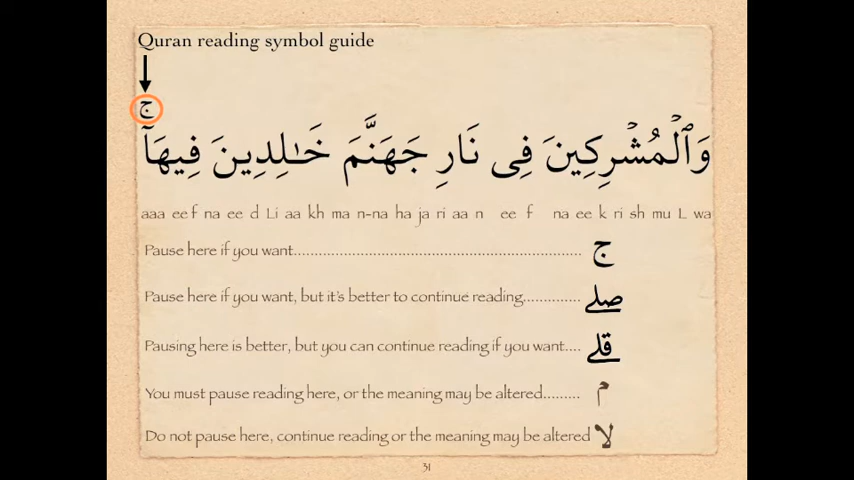 Quran reading symbol guide
ج
وَٱلْمُشْرِكِينَ فِى نَارِ جَهَنَّمَ خَـٰلِدِينَ فِيهَآ
aaa ee f na ee d Li aa kh ma n-na ha ja ri aa n ee f na ee k ri sh mu L wa
Pause here if you want.................................................................... ج
Pause here if you want, but it's better to continue reading............. صلے
Pausing here is better, but you can continue reading if you want.... قلے
You must pause reading here, or the meaning may be altered......... م
Do not pause here, continue reading or the meaning may be altered لا
31